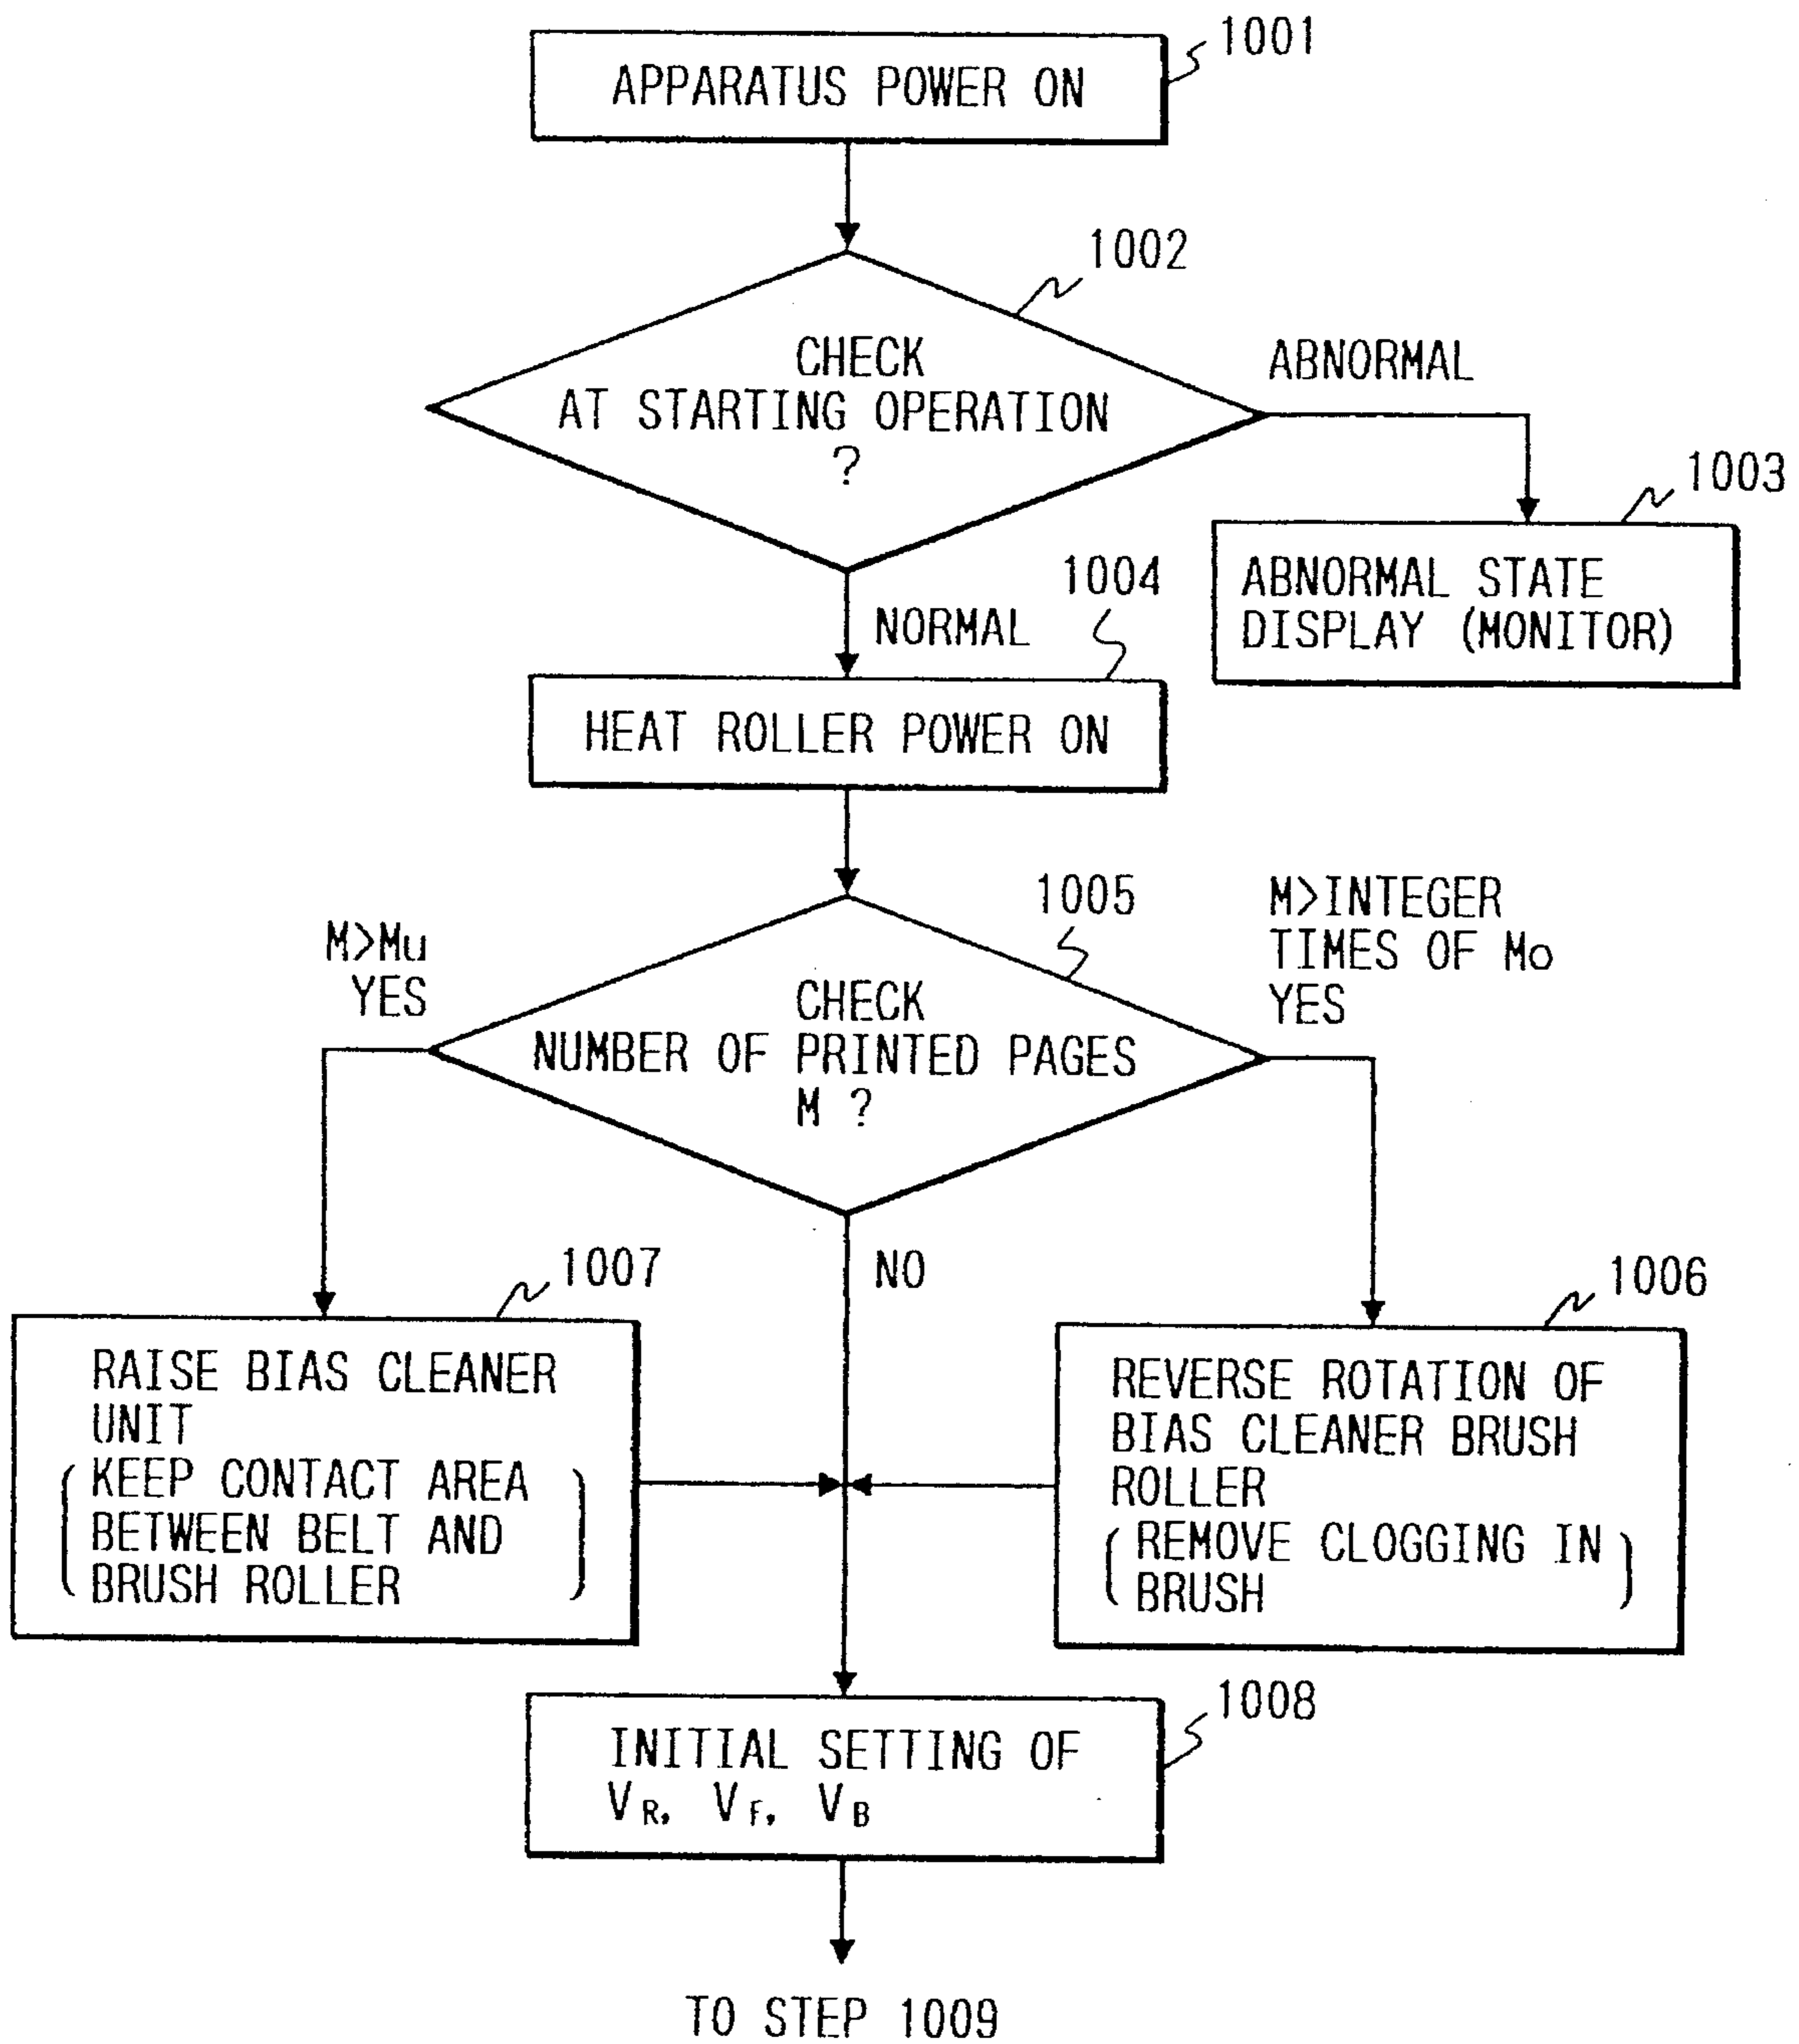 1001
APPARATUS POWER ON
1002
CHECK
AT STARTING OPERATION
?
ABNORMAL
1003
ABNORMAL STATE
DISPLAY (MONITOR)
NORMAL
1004
HEAT ROLLER POWER ON
1005
CHECK
NUMBER OF PRINTED PAGES
M ?
M>Mu
YES
M>INTEGER
TIMES OF Mo
YES
NO
1007
RAISE BIAS CLEANER
UNIT
(KEEP CONTACT AREA
BETWEEN BELT AND
BRUSH ROLLER)
1006
REVERSE ROTATION OF
BIAS CLEANER BRUSH
ROLLER
(REMOVE CLOGGING IN
BRUSH)
1008
INITIAL SETTING OF
VR, VF, VB
TO STEP 1009